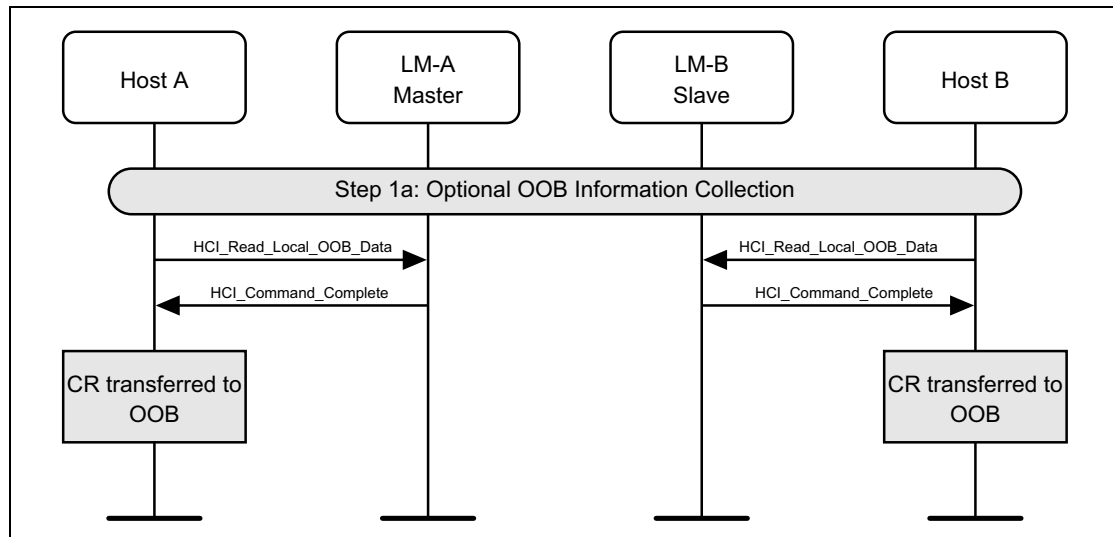 Host A
LM-A
Master
LM-B
Slave
Host B
Step 1a: Optional OOB Information Collection
HCI_Read_Local_OOB_Data
HCI_Read_Local_OOB_Data
HCI_Command_Complete
HCI_Command_Complete
CR transferred to
OOB
CR transferred to
OOB